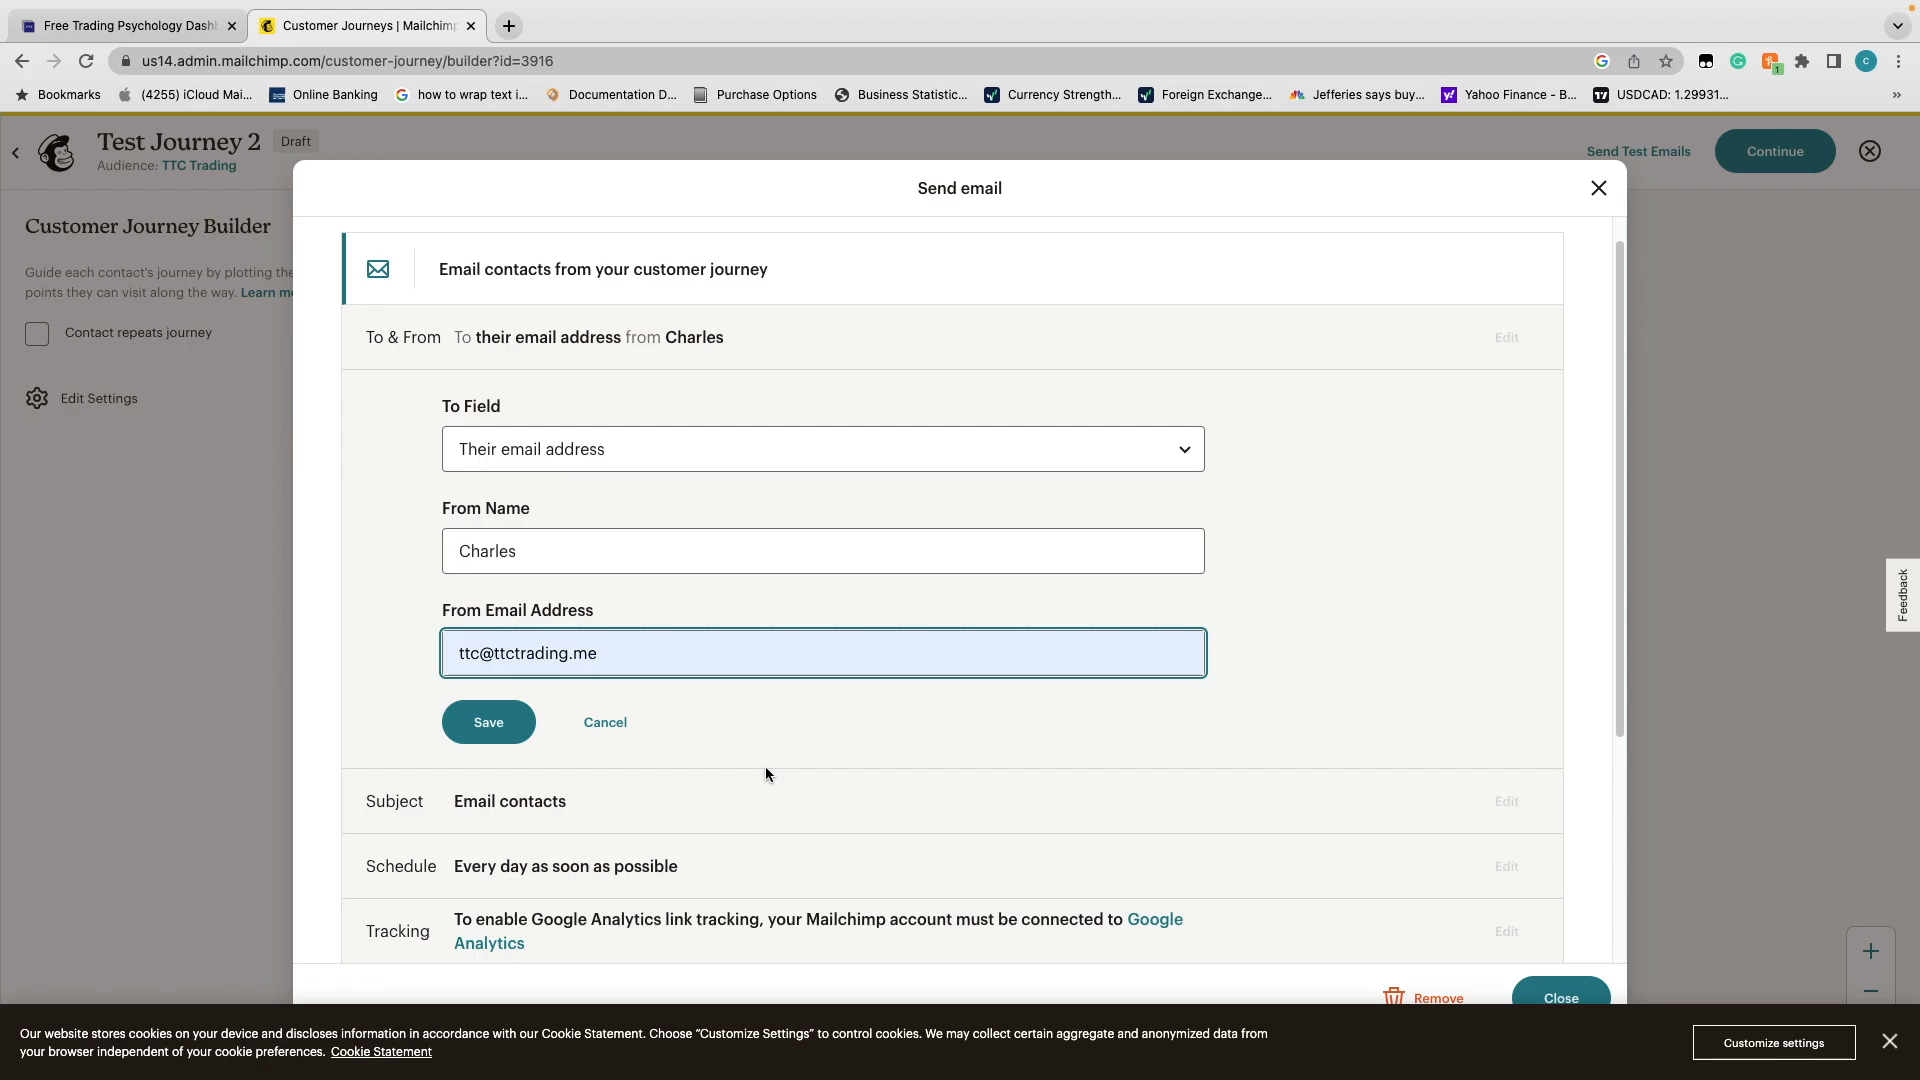 Free Trading Psychology Dash
Customer Journeys | Mailchimp
us14.admin.mailchimp.com/customer-journey/builder?id=3916
1
c
Bookmarks
(4255) iCloud Mai...
Online Banking
how to wrap text i...
Documentation D...
Purchase Options
Business Statistic...
Currency Strength...
Foreign Exchange...
Jefferies says buy...
Yahoo Finance - B...
USDCAD: 1.29931...
»
Test Journey 2
Draft
Audience: TTC Trading
Send Test Emails
Continue
Customer Journey Builder
Guide each contact's journey by plotting the
points they can visit along the way. Learn m
Contact repeats journey
Edit Settings
Send email
Email contacts from your customer journey
To & From To their email address from Charles
Edit
To Field
Their email address
From Name
Charles
From Email Address
ttc@ttctrading.me
Save
Cancel
Subject Email contacts
Edit
Schedule Every day as soon as possible
Edit
Tracking To enable Google Analytics link tracking, your Mailchimp account must be connected to Google
Analytics
Edit
Remove
Close
Feedback
Our website stores cookies on your device and discloses information in accordance with our Cookie Statement. Choose “Customize Settings” to control cookies. We may collect certain aggregate and anonymized data from
your browser independent of your cookie preferences. Cookie Statement
Customize settings